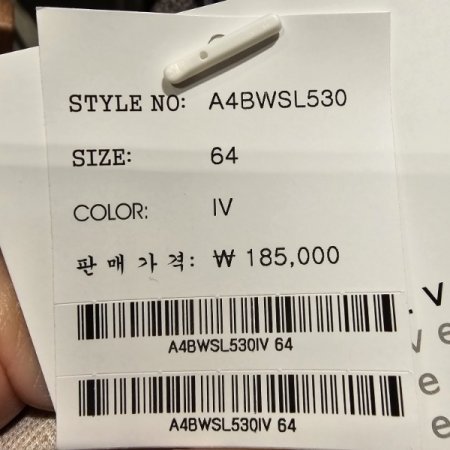 STYLE NO: A4BWSL530
SIZE: 64
COLOR: IV
판매가격: ₩ 185,000
A4BWSL530IV 64
A4BWSL530IV 64